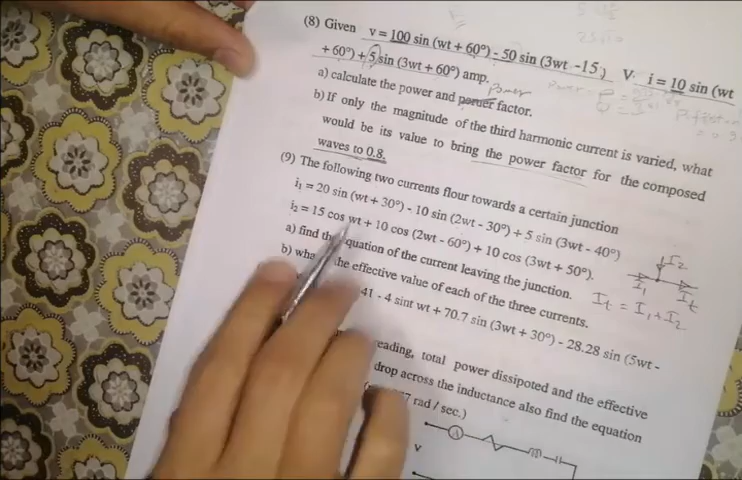 (8) Given v = 100 sin (wt + 60°) - 50 sin (3wt -15) V. i = 10 sin (wt
+ 60°) + 5 sin (3wt + 60°) amp.
a) calculate the power and paruer factor.
power
b) If only the magnitude of the third harmonic current is varied, what
would be its value to bring the power factor for the composed
waves to 0.8.
(9) The following two currents flour towards a certain junction
i₁ = 20 sin (wt + 30°) - 10 sin (2wt - 30°) + 5 sin (3wt - 40°)
i₂ = 15 cos wt + 10 cos (2wt - 60°) + 10 cos (3wt + 50°).
a) find the equation of the current leaving the junction.
b) wha the effective value of each of the three currents.
I₂
I₁ It
It = I₁ + I₂
41 - 4 sint wt + 70.7 sin (3wt + 30°) - 28.28 sin (5wt -
reading, total power dissipoted and the effective
drop across the inductance also find the equation
7 rad / sec.)
A
v